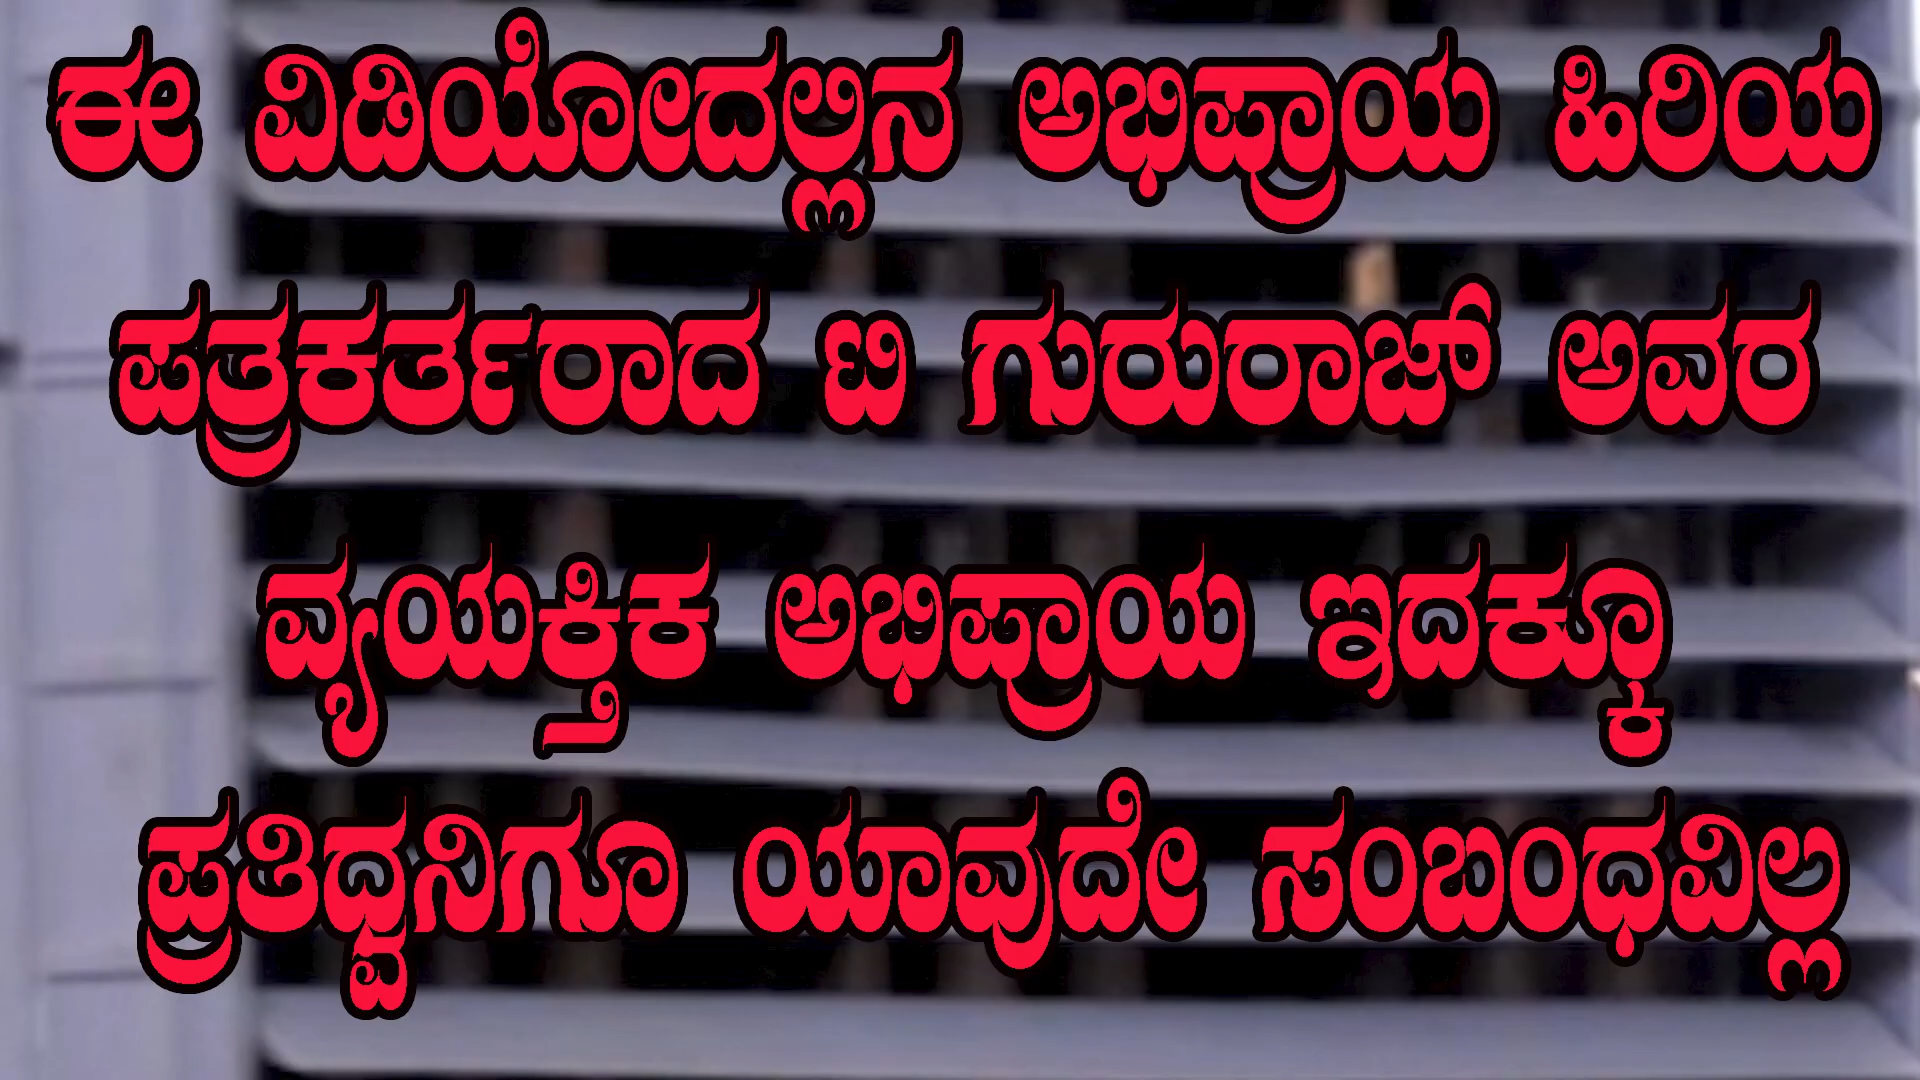 ಈ ವಿಡಿಯೋದಲ್ಲಿನ ಅಭಿಪ್ರಾಯ ಹಿರಿಯ
ಪತ್ರಕರ್ತರಾದ ಟಿ ಗುರುರಾಜ್ ಅವರ
ವ್ಯಯಕ್ತಿಕ ಅಭಿಪ್ರಾಯ ಇದಕ್ಕೂ
ಪ್ರತಿಧ್ವನಿಗೂ ಯಾವುದೇ ಸಂಬಂಧವಿಲ್ಲ